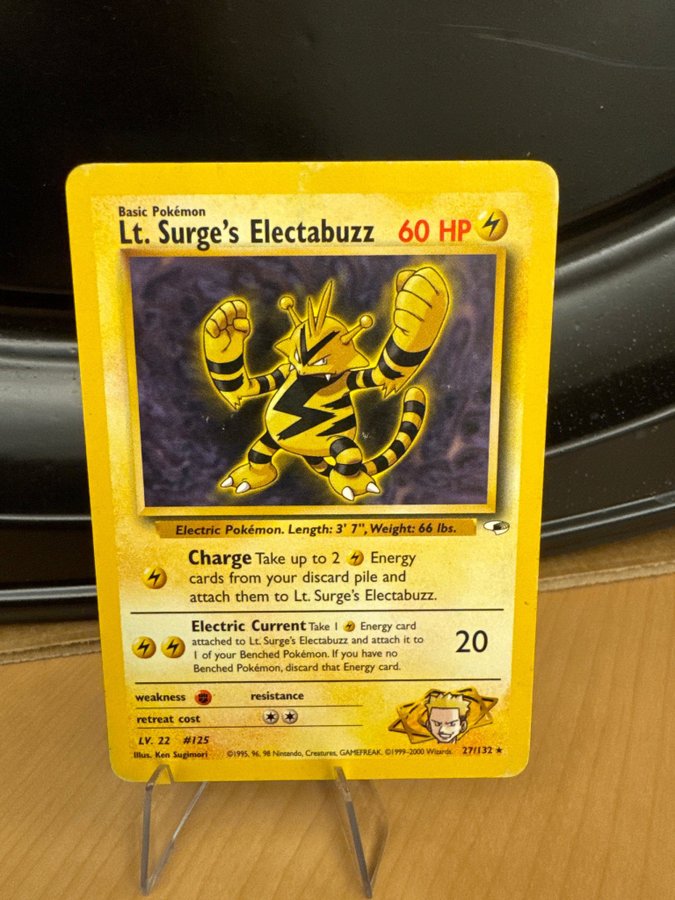 Basic Pokémon
Lt. Surge's Electabuzz 60 HP
Electric Pokémon. Length: 3' 7", Weight: 66 lbs.
Charge Take up to 2 Energy
cards from your discard pile and
attach them to Lt. Surge's Electabuzz.
Electric Current Take 1 Energy card
attached to Lt. Surge's Electabuzz and attach it to
1 of your Benched Pokémon. If you have no
Benched Pokémon, discard that Energy card.
20
weakness resistance
retreat cost
LV. 22 #125
Illus. Ken Sugimori ©1995, 96, 98 Nintendo, Creatures, GAMEFREAK. ©1999-2000 Wizards. 27/132 ★